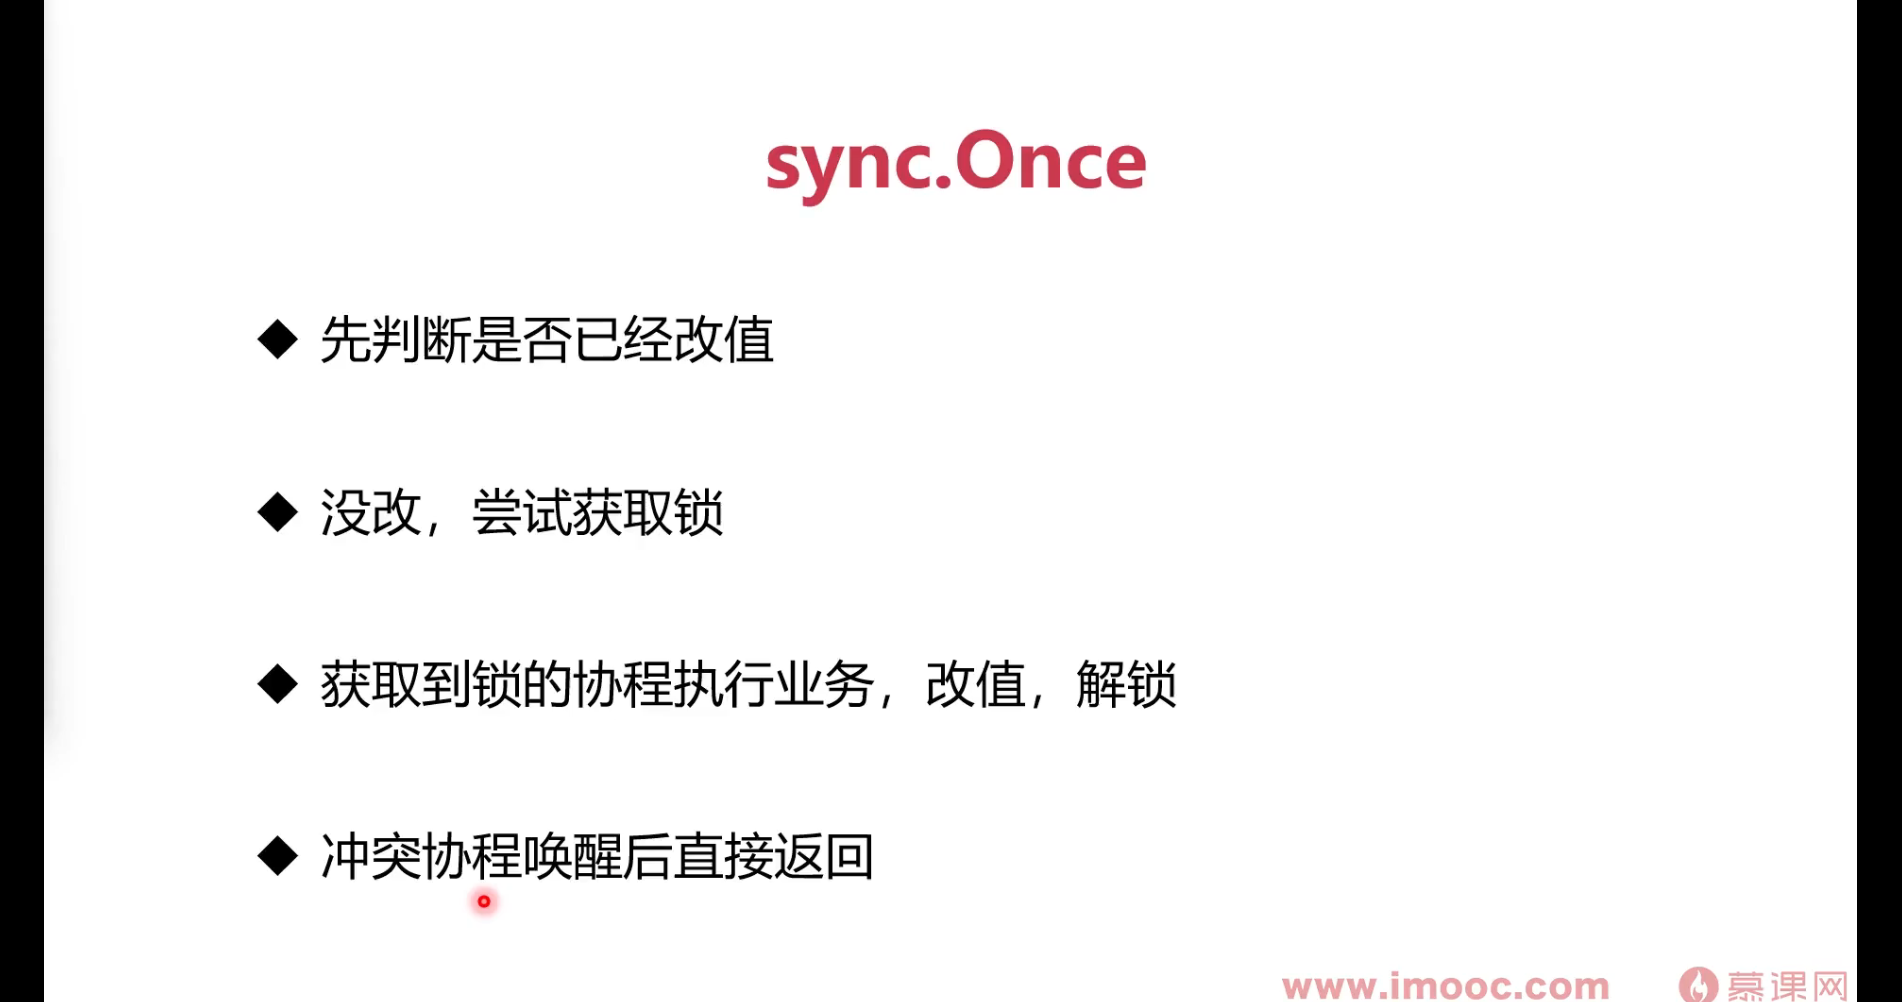 sync.Once
◆ 先判断是否已经改值
◆ 没改，尝试获取锁
◆ 获取到锁的协程执行业务，改值，解锁
◆ 冲突协程唤醒后直接返回
www.imooc.com 慕课网